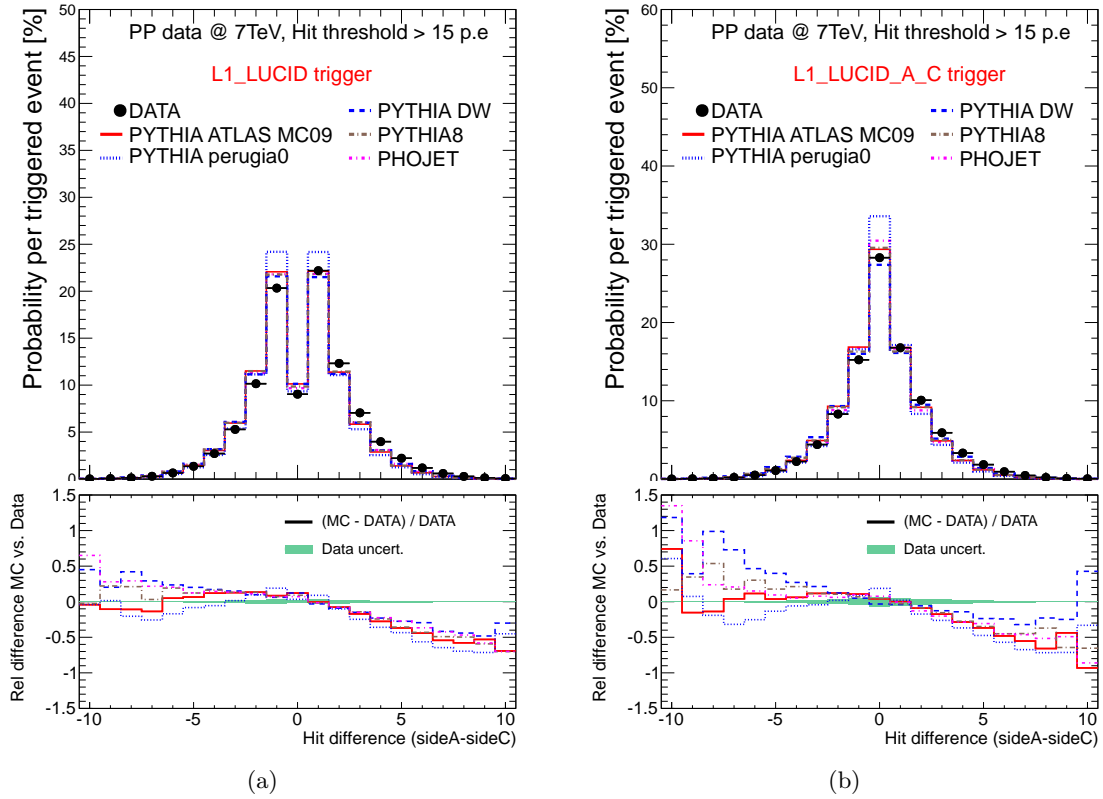 Probability per triggered event [%]
50
45
40
35
30
25
20
15
10
5
0
PP data @ 7TeV, Hit threshold > 15 p.e
L1_LUCID trigger
DATA
PYTHIA ATLAS MC09
PYTHIA perugia0
PYTHIA DW
PYTHIA8
PHOJET
Rel difference MC vs. Data
1.5
1
0.5
0
-0.5
-1
-1.5
(MC - DATA) / DATA
Data uncert.
-10 -5 0 5 10
Hit difference (sideA-sideC)
(a)
Probability per triggered event [%]
60
50
40
30
20
10
0
PP data @ 7TeV, Hit threshold > 15 p.e
L1_LUCID_A_C trigger
DATA
PYTHIA ATLAS MC09
PYTHIA perugia0
PYTHIA DW
PYTHIA8
PHOJET
Rel difference MC vs. Data
1.5
1
0.5
0
-0.5
-1
-1.5
(MC - DATA) / DATA
Data uncert.
-10 -5 0 5 10
Hit difference (sideA-sideC)
(b)